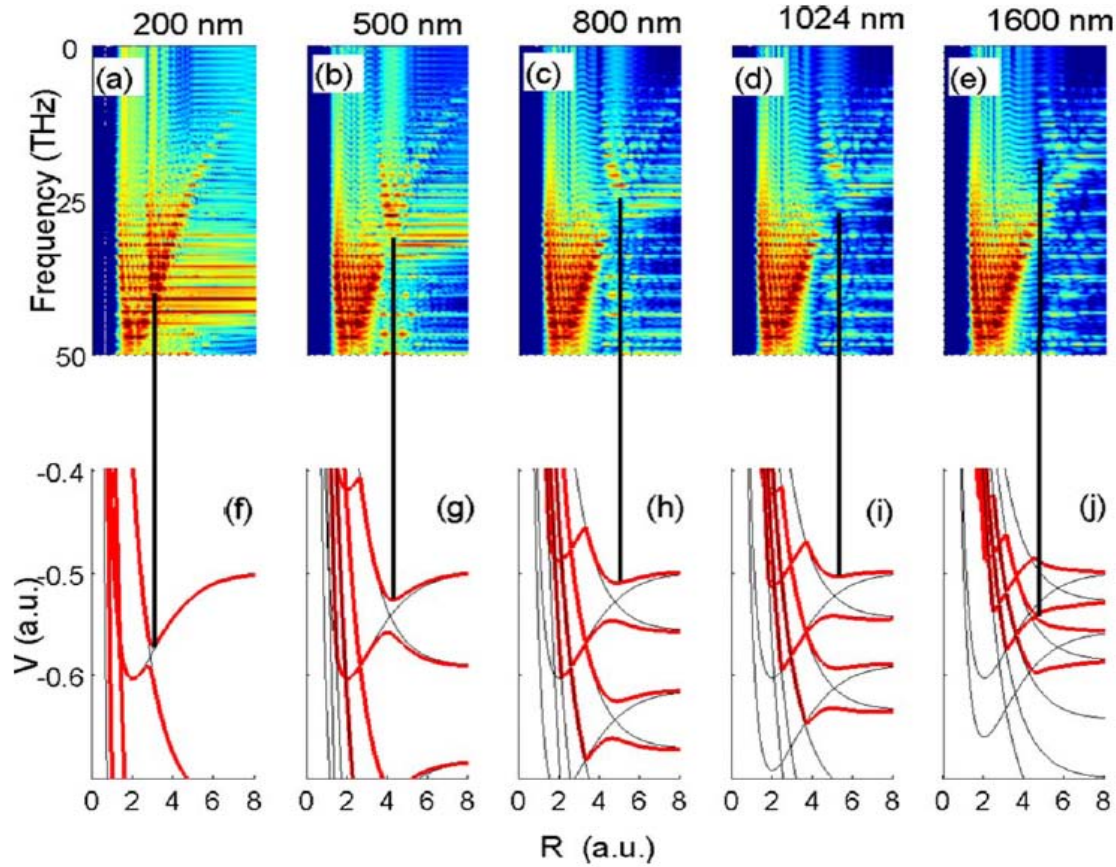 200 nm 500 nm 800 nm 1024 nm 1600 nm
0
(a) (b) (c) (d) (e)
Frequency (THz)
25
50
-0.4
(f) (g) (h) (i) (j)
-0.5
V (a.u.)
-0.6
0 2 4 6 8 0 2 4 6 8 0 2 4 6 8 0 2 4 6 8 0 2 4 6 8
R (a.u.)